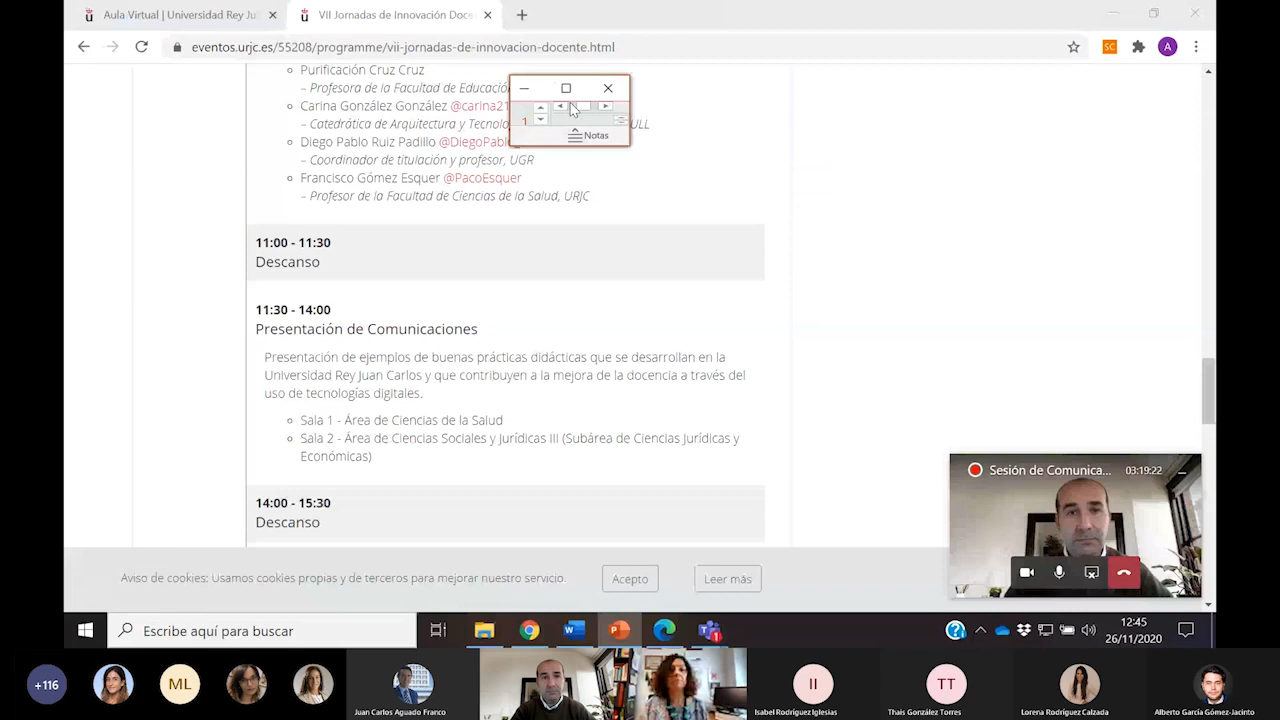 Aula Virtual | Universidad Rey Ju
VII Jornadas de Innovación Doce
eventos.urjc.es/55208/programme/vii-jornadas-de-innovacion-docente.html
SC
A
Purificación Cruz Cruz
– Profesora de la Facultad de Educación
Carina González González @carina21
– Catedrática de Arquitectura y Tecnol ULL
Diego Pablo Ruiz Padillo @DiegoPabl
– Coordinador de titulación y profesor, UGR
Francisco Gómez Esquer @PacoEsquer
– Profesor de la Facultad de Ciencias de la Salud, URJC
1
Notas
11:00 - 11:30
Descanso
11:30 - 14:00
Presentación de Comunicaciones
Presentación de ejemplos de buenas prácticas didácticas que se desarrollan en la
Universidad Rey Juan Carlos y que contribuyen a la mejora de la docencia a través del
uso de tecnologías digitales.
Sala 1 - Área de Ciencias de la Salud
Sala 2 - Área de Ciencias Sociales y Jurídicas III (Subárea de Ciencias Jurídicas y
Económicas)
14:00 - 15:30
Descanso
Sesión de Comunica... 03:19:22
Aviso de cookies: Usamos cookies propias y de terceros para mejorar nuestro servicio.
Acepto
Leer más
Escribe aquí para buscar
12:45
26/11/2020
+116
ML
Juan Carlos Aguado Franco
II
Isabel Rodríguez Iglesias
TT
Thais González Torres
Lorena Rodríguez Calzada
Alberto García Gómez-Jacinto